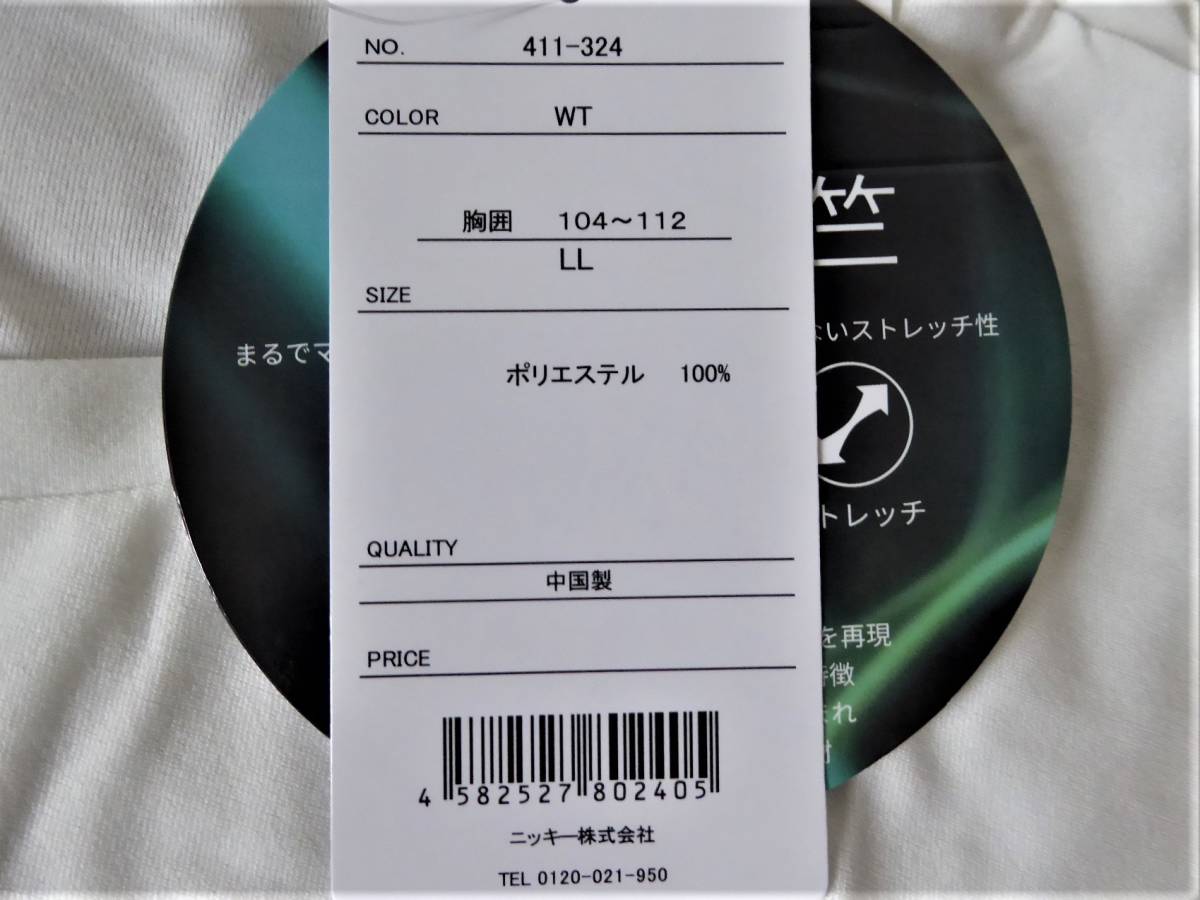 NO. 411-324
COLOR WT
胸囲 104～112
LL
SIZE
ポリエステル 100%
QUALITY
中国製
PRICE
4 582527 802405
ニッキー株式会社
TEL 0120-021-950
竺
まるでマ
ないストレッチ性
トレッチ
を再現
特徴
まれ